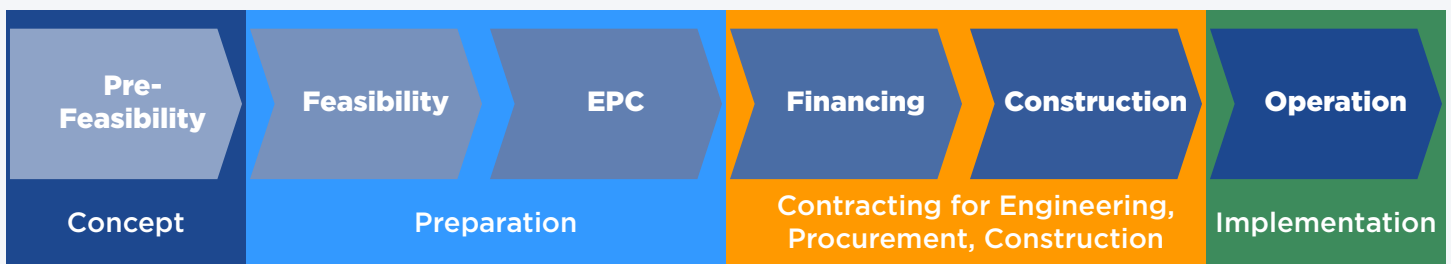 Pre-
Feasibility
Feasibility
EPC
Financing
Construction
Operation
Concept
Preparation
Contracting for Engineering,
Procurement, Construction
Implementation